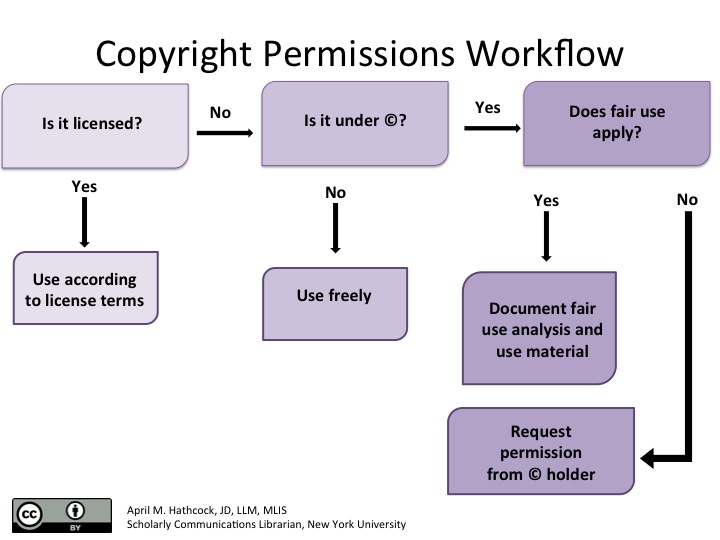 Copyright Permissions Workflow
Is it licensed?
No
Is it under ©?
Yes
Does fair use
apply?
Yes
No
Yes
No
Use according
to license terms
Use freely
Document fair
use analysis and
use material
Request
permission
from © holder
cc
BY
April M. Hathcock, JD, LLM, MLIS
Scholarly Communications Librarian, New York University